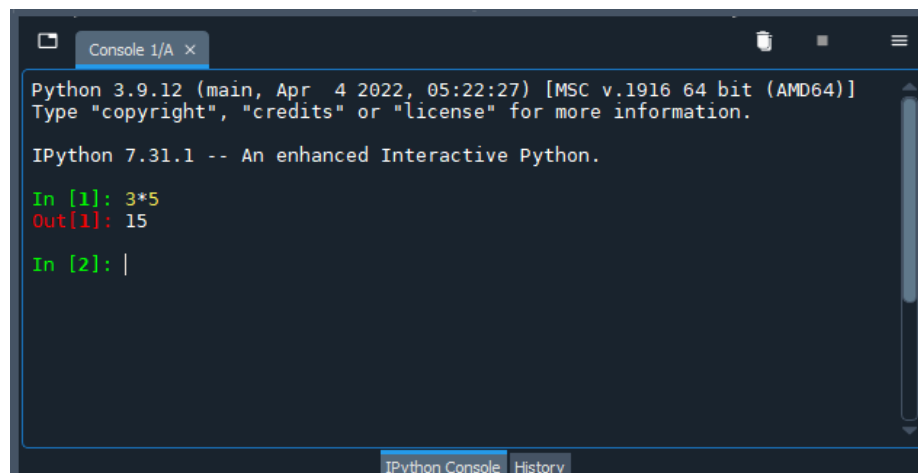 Console 1/A ×
Python 3.9.12 (main, Apr  4 2022, 05:22:27) [MSC v.1916 64 bit (AMD64)]
Type "copyright", "credits" or "license" for more information.
IPython 7.31.1 -- An enhanced Interactive Python.
In [1]: 3*5
Out[1]: 15
In [2]:
IPython Console History